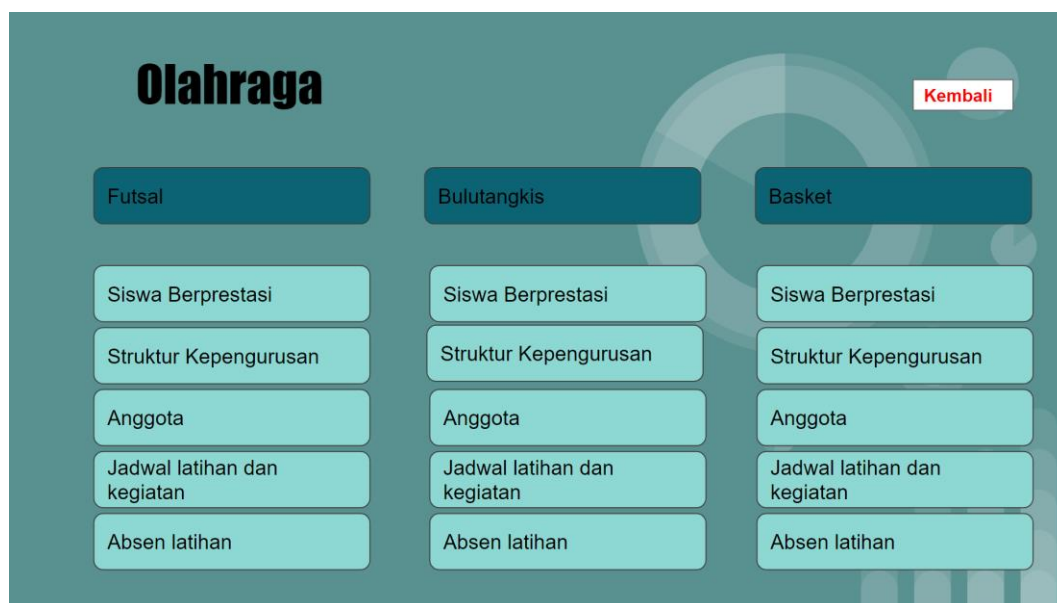 Olahraga
Kembali
Futsal
Bulutangkis
Basket
Siswa Berprestasi
Siswa Berprestasi
Siswa Berprestasi
Struktur Kepengurusan
Struktur Kepengurusan
Struktur Kepengurusan
Anggota
Anggota
Anggota
Jadwal latihan dan
kegiatan
Jadwal latihan dan
kegiatan
Jadwal latihan dan
kegiatan
Absen latihan
Absen latihan
Absen latihan